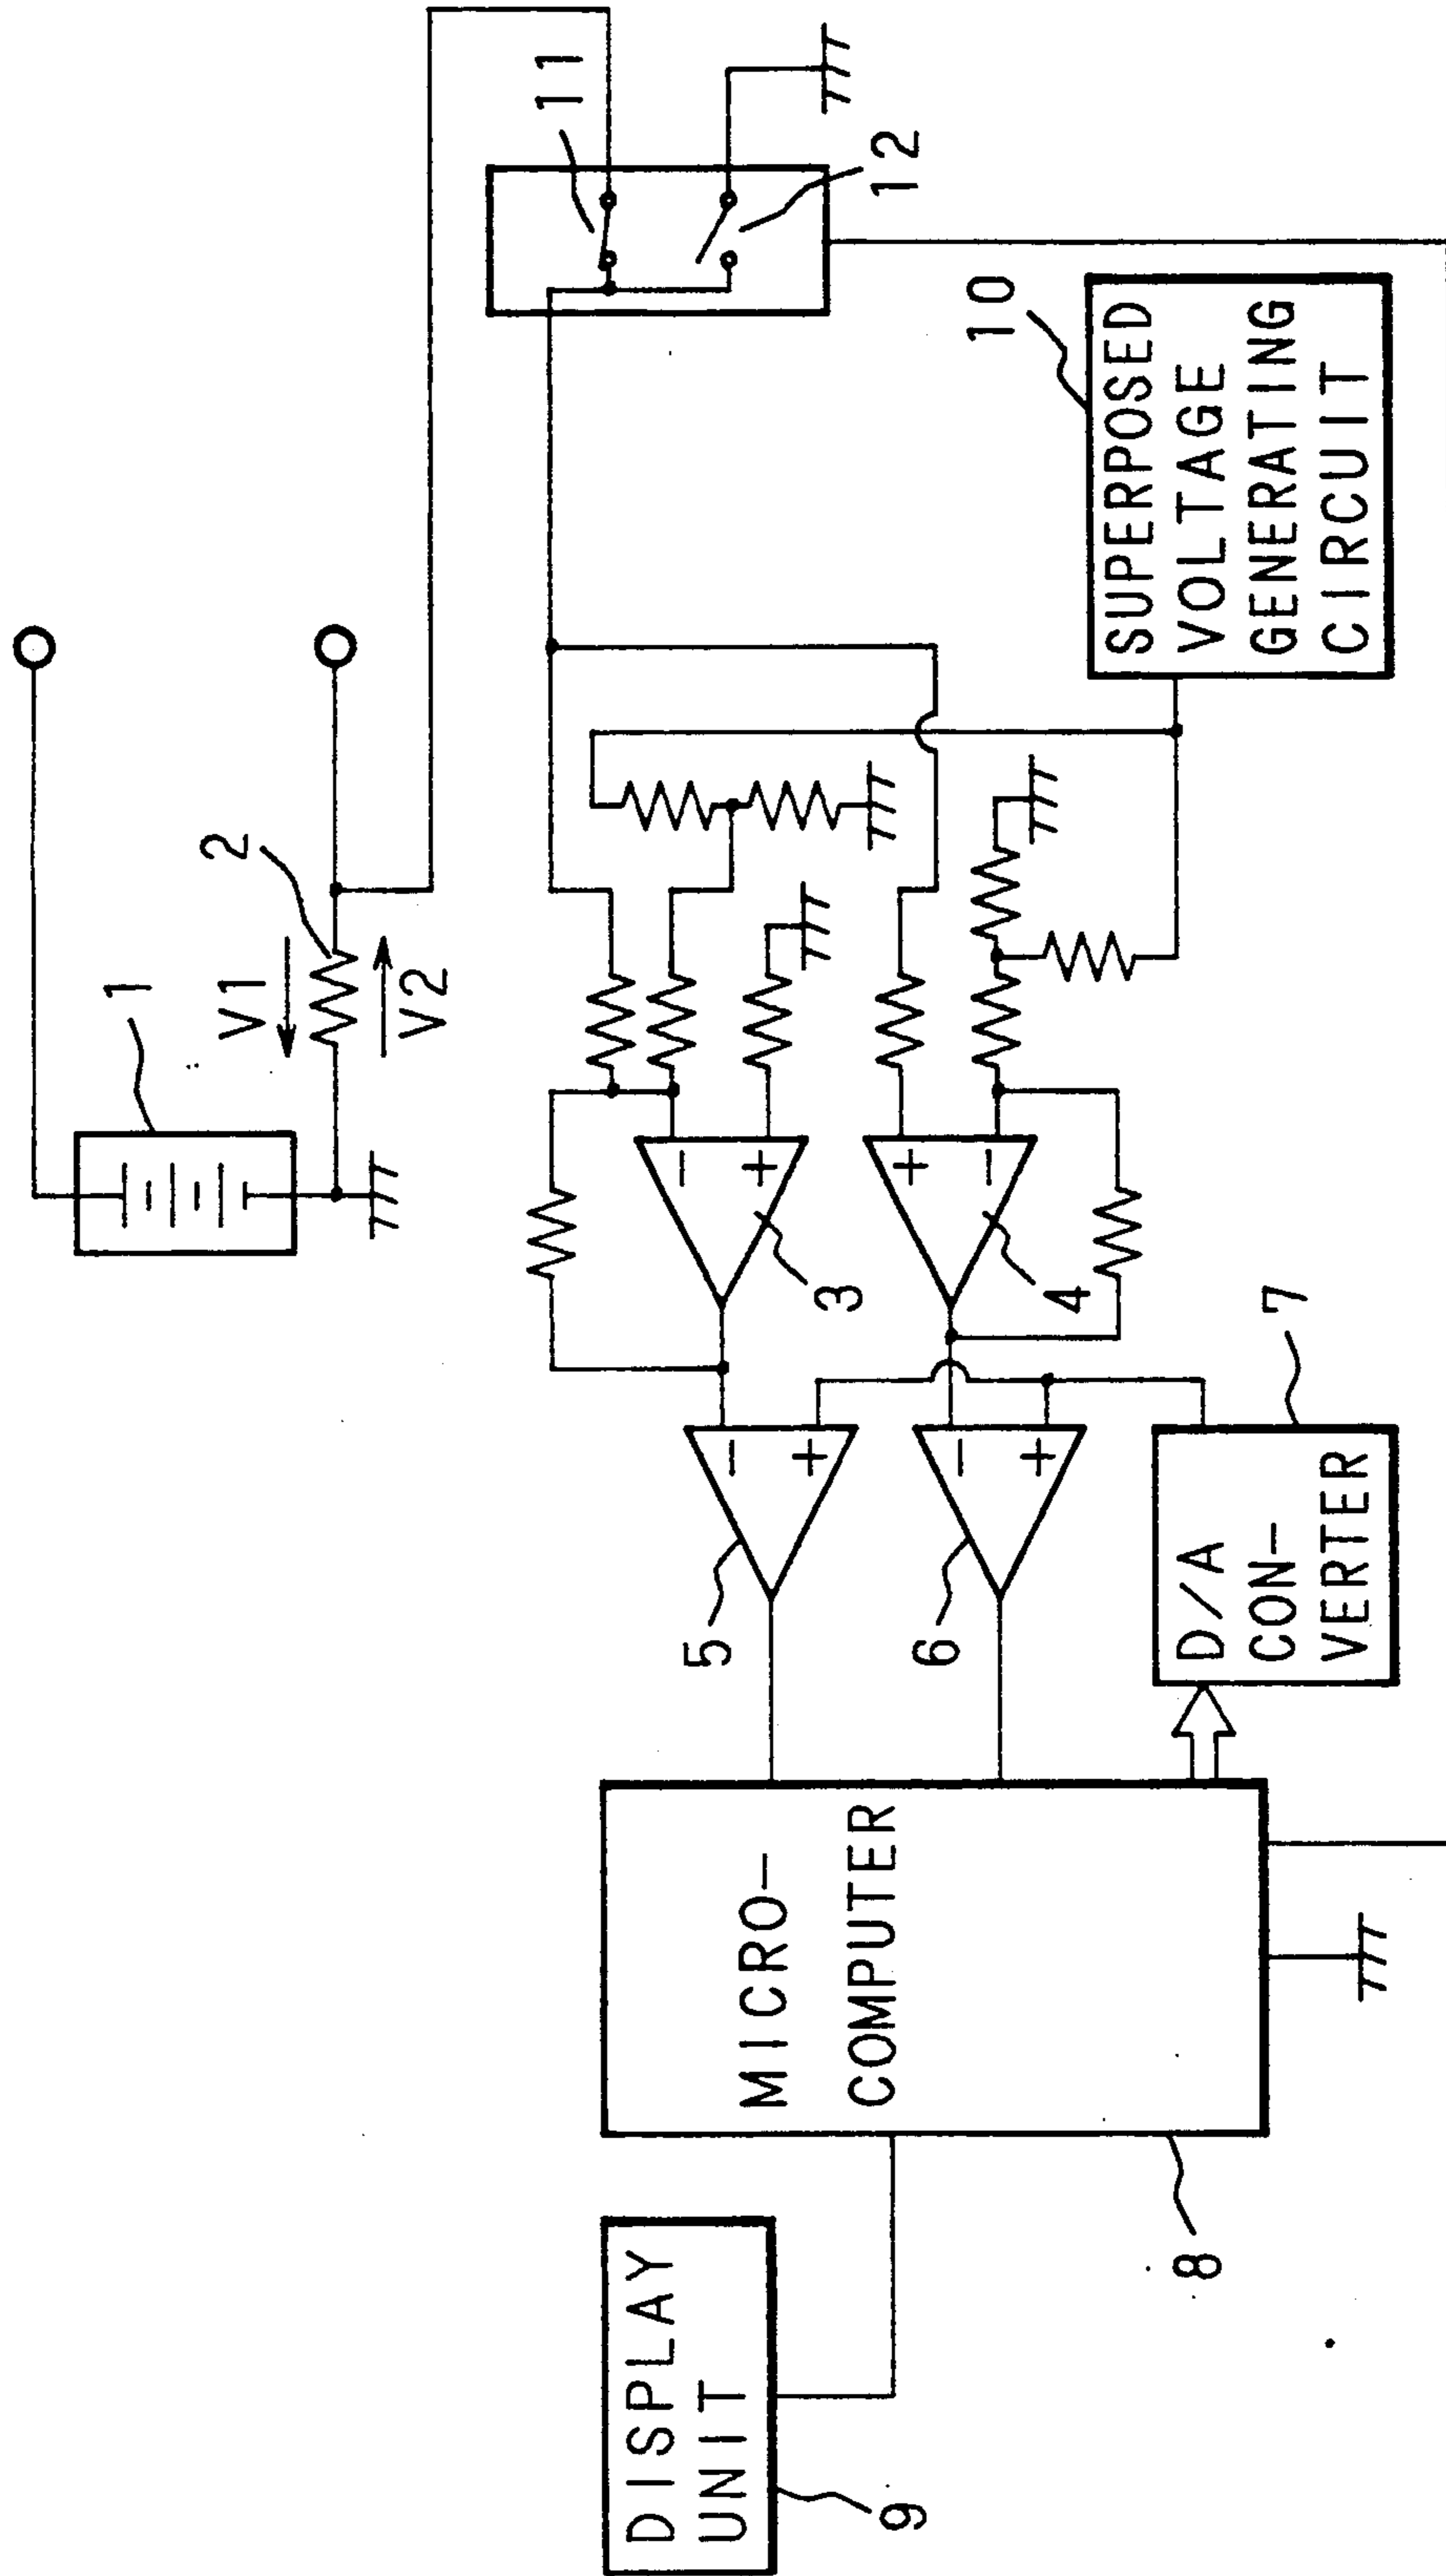 1
2
V1
V2
11
12
10
SUPERPOSED
VOLTAGE
GENERATING
CIRCUIT
−
+
3
+
−
4
−
+
5
−
+
6
7
D/A
CON-
VERTER
MICRO-
COMPUTER
8
DISPLAY
UNIT
9